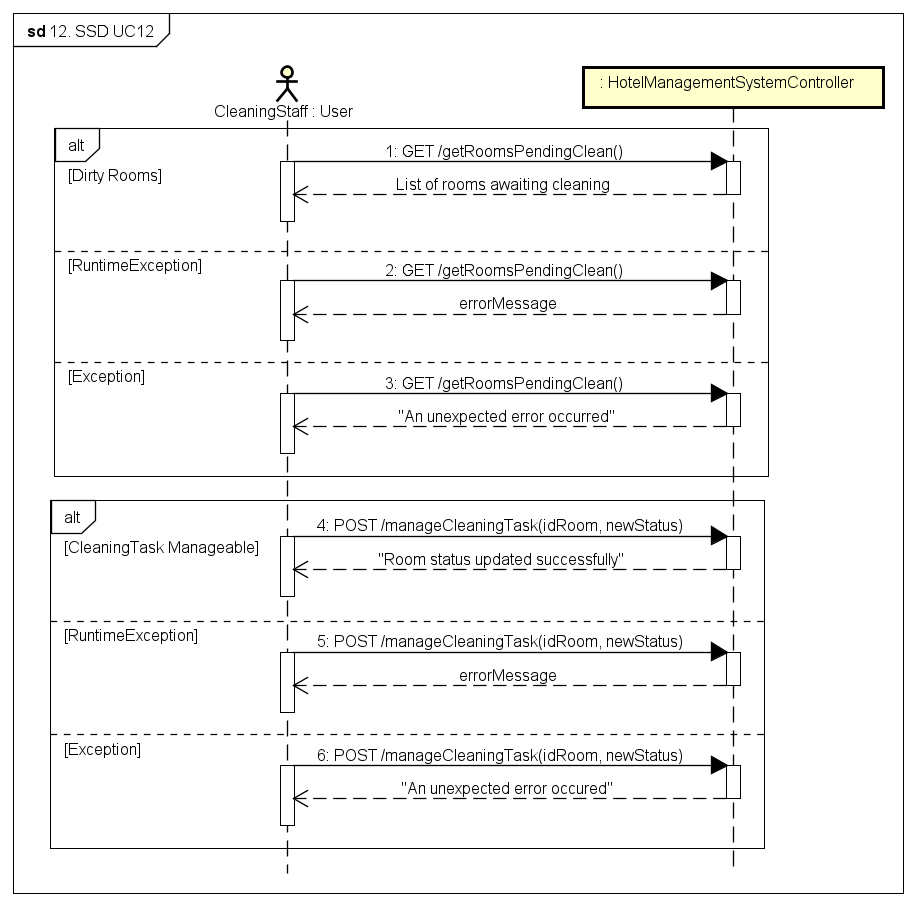 sd 12. SSD UC12
CleaningStaff : User
: HotelManagementSystemController
alt
1: GET /getRoomsPendingClean()
[Dirty Rooms]
List of rooms awaiting cleaning
[RuntimeException]
2: GET /getRoomsPendingClean()
errorMessage
[Exception]
3: GET /getRoomsPendingClean()
"An unexpected error occurred"
alt
4: POST /manageCleaningTask(idRoom, newStatus)
[CleaningTask Manageable]
"Room status updated successfully"
[RuntimeException]
5: POST /manageCleaningTask(idRoom, newStatus)
errorMessage
[Exception]
6: POST /manageCleaningTask(idRoom, newStatus)
"An unexpected error occured"